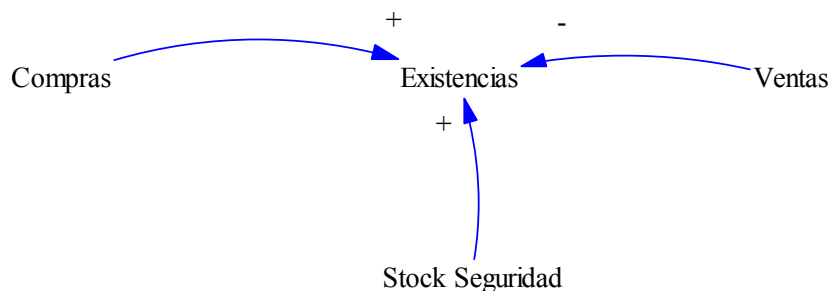 + -
Compras Existencias Ventas
+
Stock Seguridad